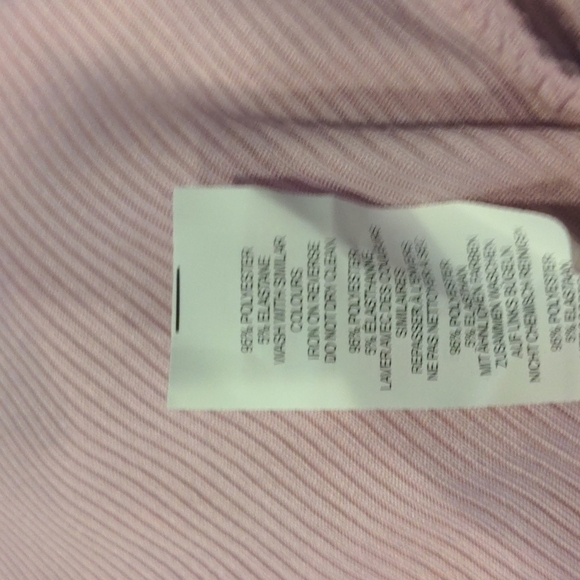 95% POLYESTER
5% ELASTANE
WASH WITH SIMILAR
COLOURS
IRON ON REVERSE
DO NOT DRY CLEAN
95% POLYESTER
5% ELASTHANNE
LAVER AVEC DES COULEURS
SIMILAIRES
REPASSER À L'ENVERS
NE PAS NETTOYER À SEC
95% POLYESTER
5% ELASTHAN
MIT ÄHNLICHEN FARBEN
ZUSAMMEN WASCHEN
AUF LINKS BÜGELN
NICHT CHEMISCH REINIGEN
95% POLYESTER
5% ELASTAN